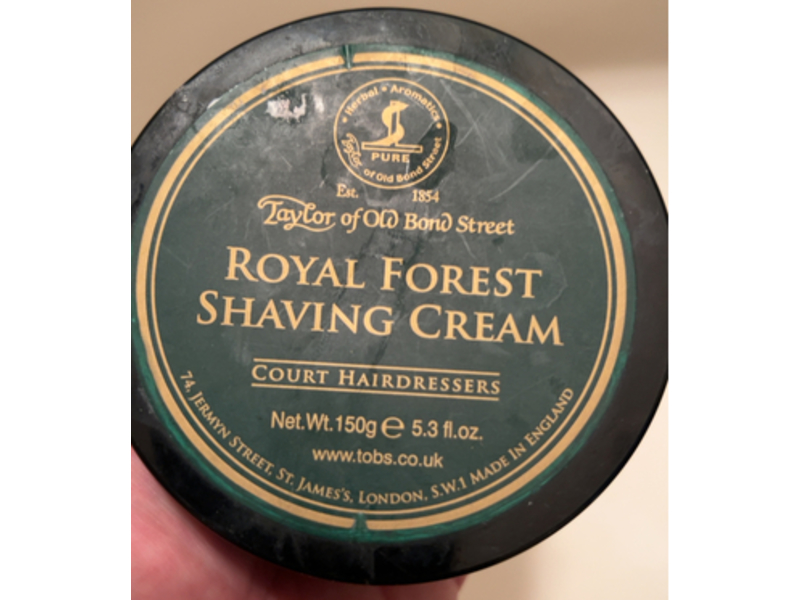 Herbal • Aromatics
PURE
Taylor of Old Bond Street
Est. 1854
Taylor of Old Bond Street
ROYAL FOREST
SHAVING CREAM
COURT HAIRDRESSERS
Net.Wt.150g e 5.3 fl.oz.
www.tobs.co.uk
74, JERMYN STREET, ST. JAMES'S, LONDON, S.W.1 MADE IN ENGLAND